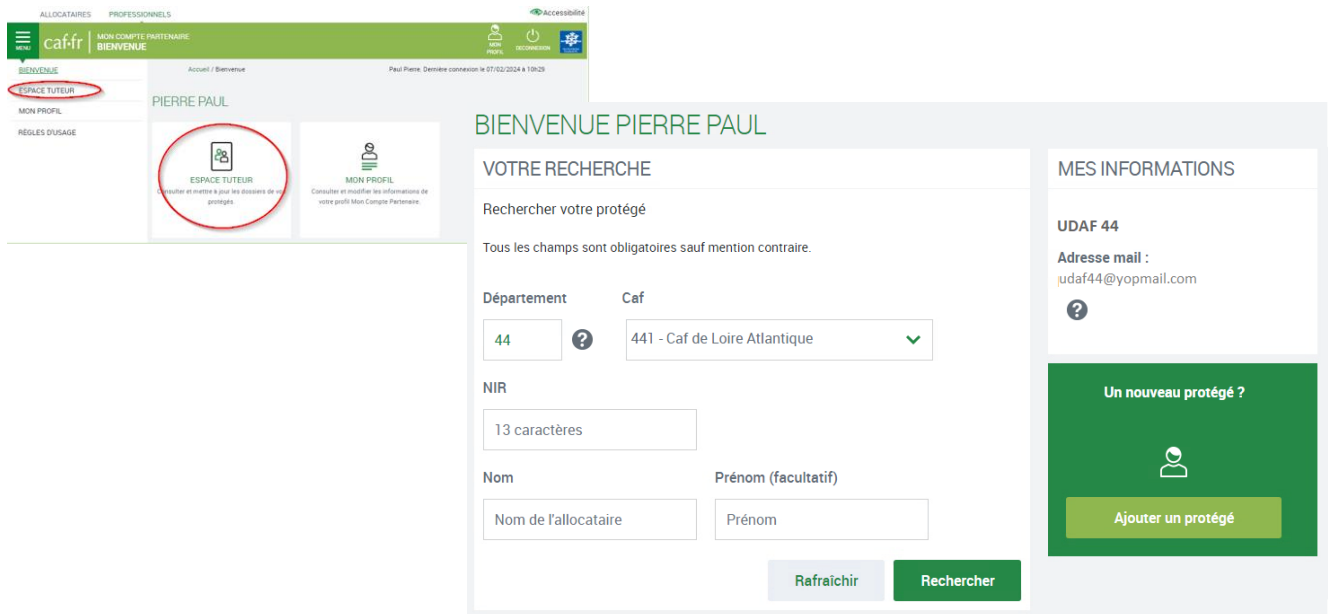 ALLOCATAIRES PROFESSIONNELS
Accessibilité
MENU
caf.fr
MON COMPTE PARTENAIRE
BIENVENUE
MON PROFIL
DECONNEXION
BIENVENUE
ESPACE TUTEUR
MON PROFIL
RÈGLES D'USAGE
Accueil / Bienvenue
Paul Pierre, Dernière connexion le 07/02/2024 à 10h29
PIERRE PAUL
ESPACE TUTEUR
Consulter et mettre à jour les dossiers de vos
protégés.
MON PROFIL
Consulter et modifier les informations de
votre profil Mon Compte Partenaire.
BIENVENUE PIERRE PAUL
VOTRE RECHERCHE
Rechercher votre protégé
Tous les champs sont obligatoires sauf mention contraire.
Département Caf
44
?
441 - Caf de Loire Atlantique
NIR
13 caractères
Nom Prénom (facultatif)
Nom de l'allocataire Prénom
Rafraîchir Rechercher
MES INFORMATIONS
UDAF 44
Adresse mail :
udaf44@yopmail.com
?
Un nouveau protégé ?
Ajouter un protégé